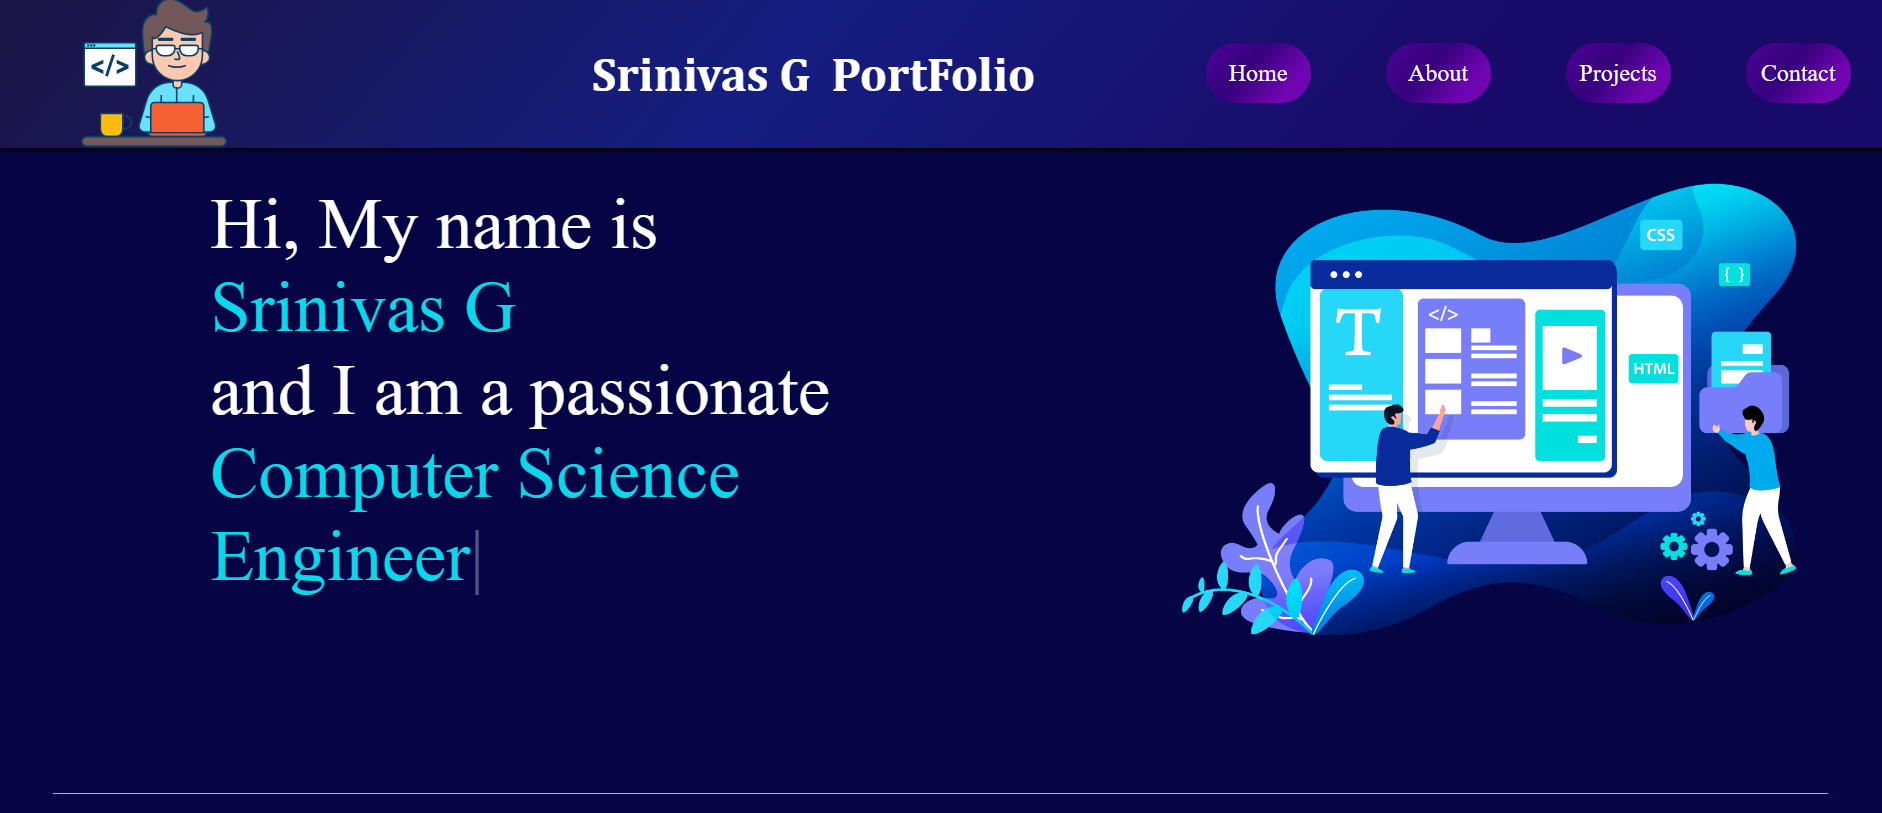 </>
Srinivas G  PortFolio
Home
About
Projects
Contact
Hi, My name is
Srinivas G
and I am a passionate
Computer Science
Engineer
CSS
{ }
T
</>
HTML